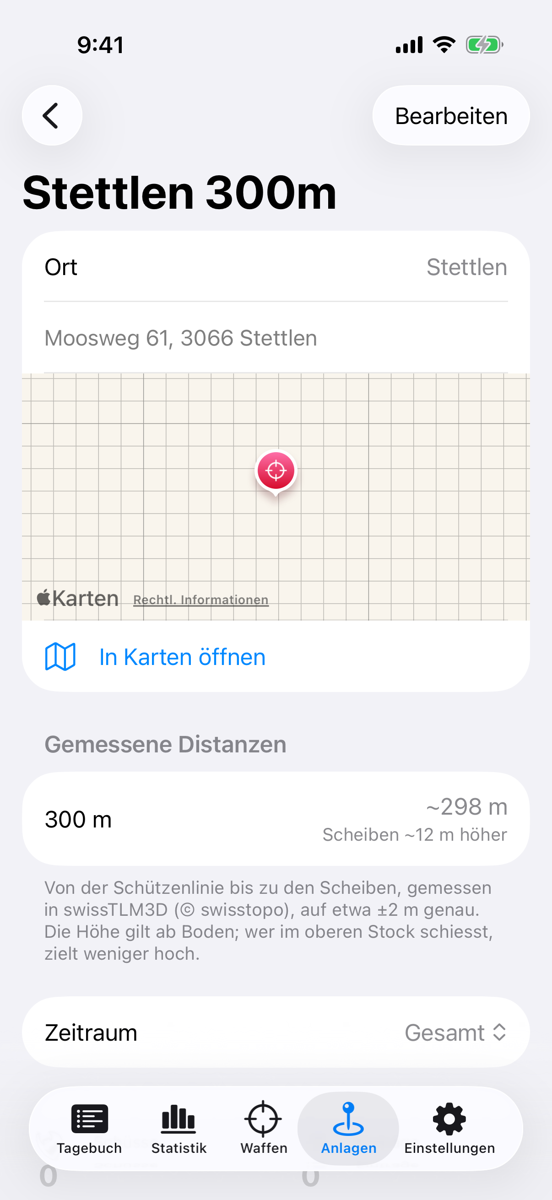 9:41
Bearbeiten
Stettlen 300m
Ort
Stettlen
Moosweg 61, 3066 Stettlen
Karten
Rechtl. Informationen
In Karten öffnen
Gemessene Distanzen
300 m
~298 m
Scheiben ~12 m höher
Von der Schützenlinie bis zu den Scheiben, gemessen
in swissTLM3D (© swisstopo), auf etwa ±2 m genau.
Die Höhe gilt ab Boden; wer im oberen Stock schiesst,
zielt weniger hoch.
Zeitraum
Gesamt
Tagebuch
Statistik
Waffen
Anlagen
Einstellungen
0
0